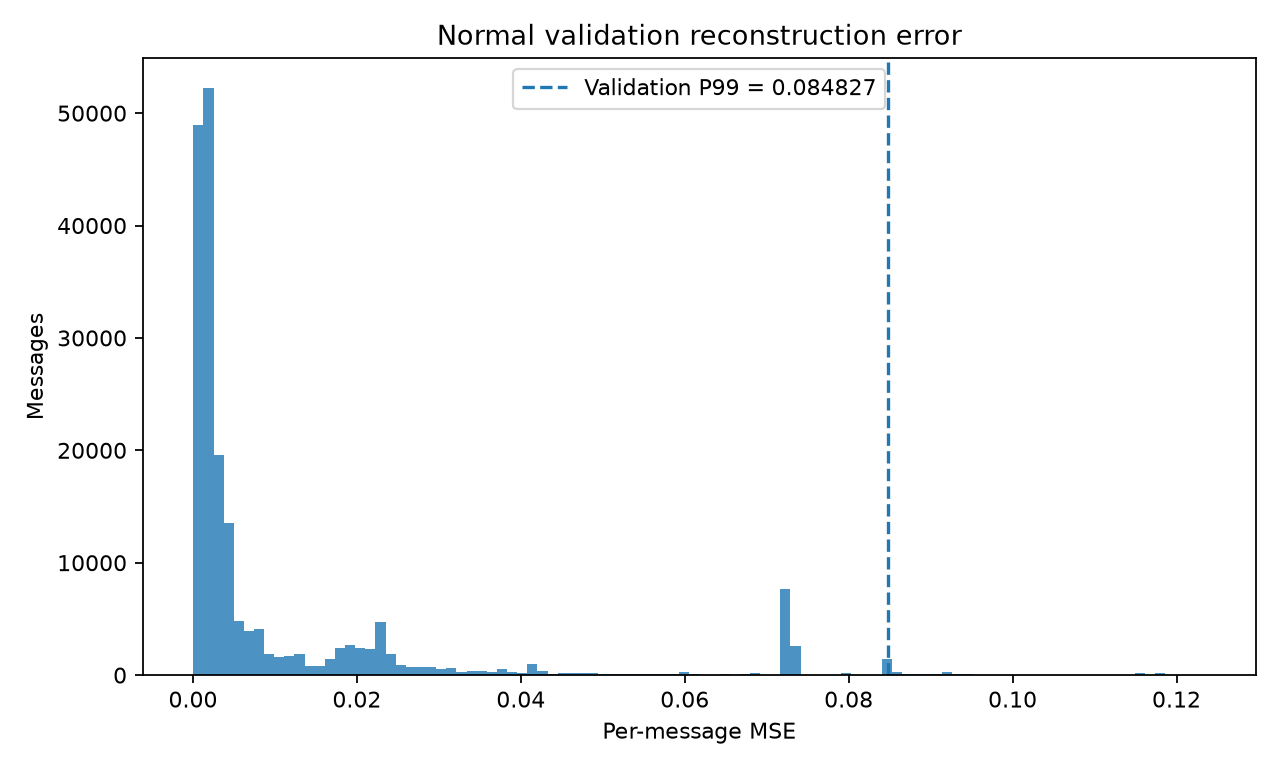 Normal validation reconstruction error
Validation P99 = 0.084827
Messages
50000
40000
30000
20000
10000
0
0.00 0.02 0.04 0.06 0.08 0.10 0.12
Per-message MSE